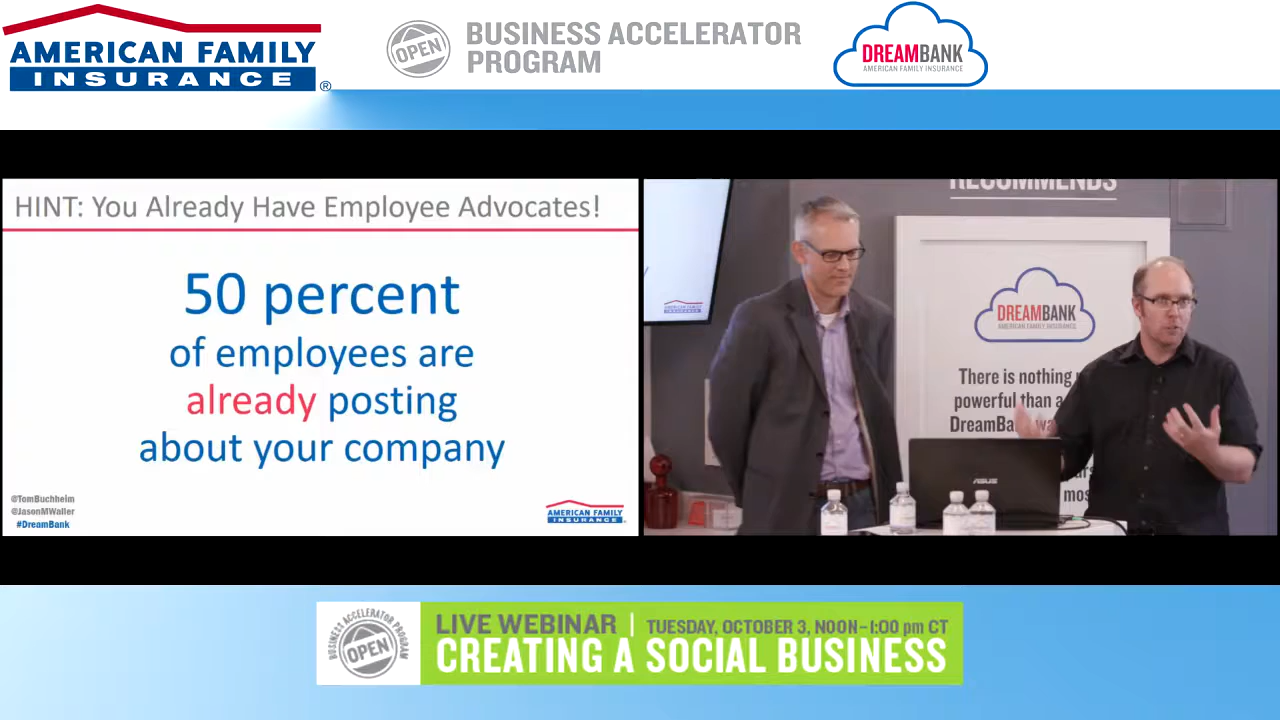 AMERICAN FAMILY
INSURANCE ®
OPEN
BUSINESS ACCELERATOR
PROGRAM
DREAMBANK
AMERICAN FAMILY INSURANCE
HINT: You Already Have Employee Advocates!
50 percent
of employees are
already posting
about your company
@TomBuchheim
@JasonMWaller
#DreamBank
AMERICAN FAMILY
INSURANCE
RECOMMENDS
DREAMBANK
AMERICAN FAMILY INSURANCE
There is nothing
powerful than a
ASUS
BUSINESS ACCELERATOR PROGRAM
OPEN
LIVE WEBINAR | TUESDAY, OCTOBER 3, NOON–1:00 pm CT
CREATING A SOCIAL BUSINESS